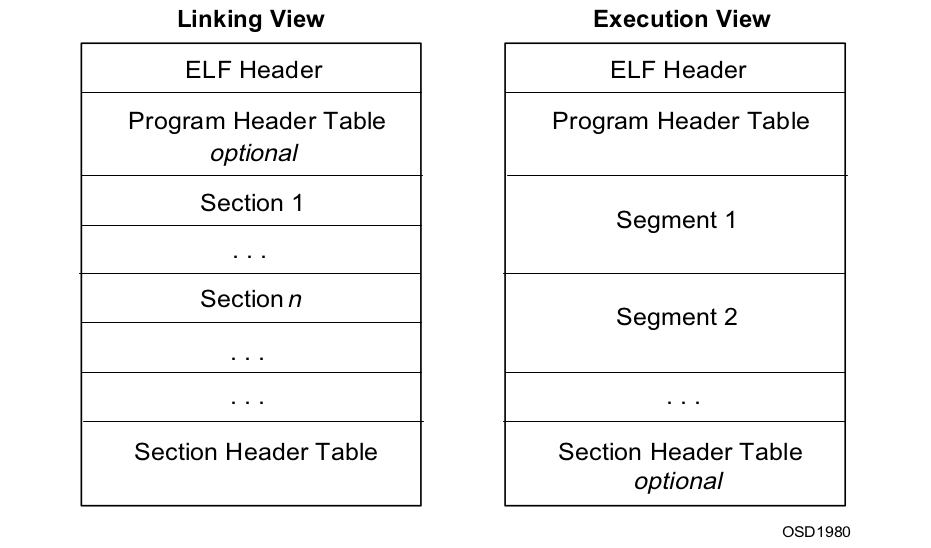 Linking View
ELF Header
Program Header Table
optional
Section 1
. . .
Section n
. . .
. . .
Section Header Table
Execution View
ELF Header
Program Header Table
Segment 1
Segment 2
. . .
Section Header Table
optional
OSD1980